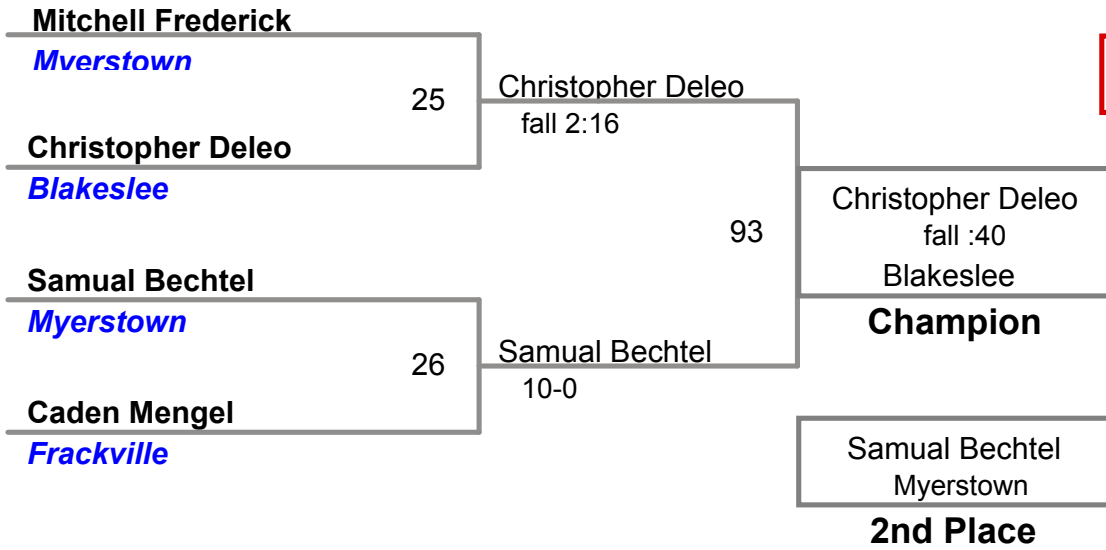 Mitchell Frederick
Myerstown
25
Christopher Deleo
fall 2:16
Christopher Deleo
Blakeslee
93
Christopher Deleo
fall :40
Blakeslee
Champion
Samual Bechtel
Myerstown
26
Samual Bechtel
10-0
Caden Mengel
Frackville
Samual Bechtel
Myerstown
2nd Place